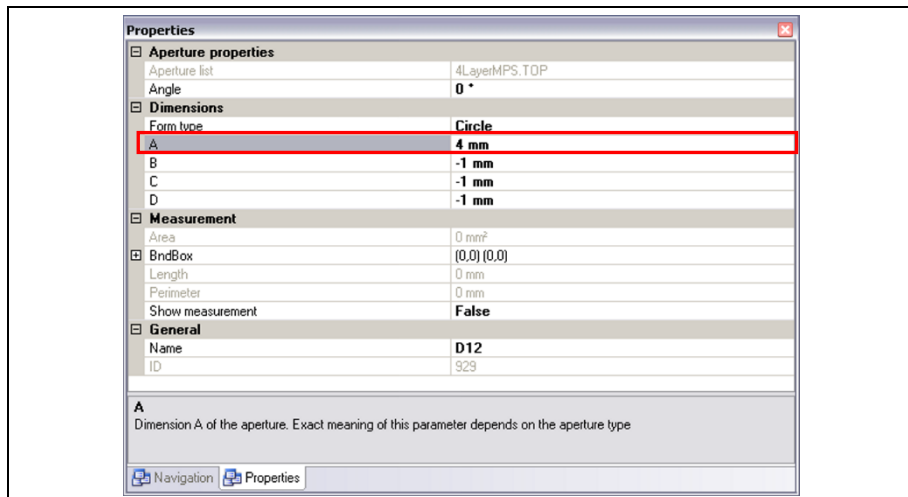 Properties
Aperture properties
Aperture list 4LayerMPS.TOP
Angle 0 °
Dimensions
Form type Circle
A 4 mm
B -1 mm
C -1 mm
D -1 mm
Measurement
Area 0 mm²
BndBox (0,0) (0,0)
Length 0 mm
Perimeter 0 mm
Show measurement False
General
Name D12
ID 929
A
Dimension A of the aperture. Exact meaning of this parameter depends on the aperture type
Navigation Properties